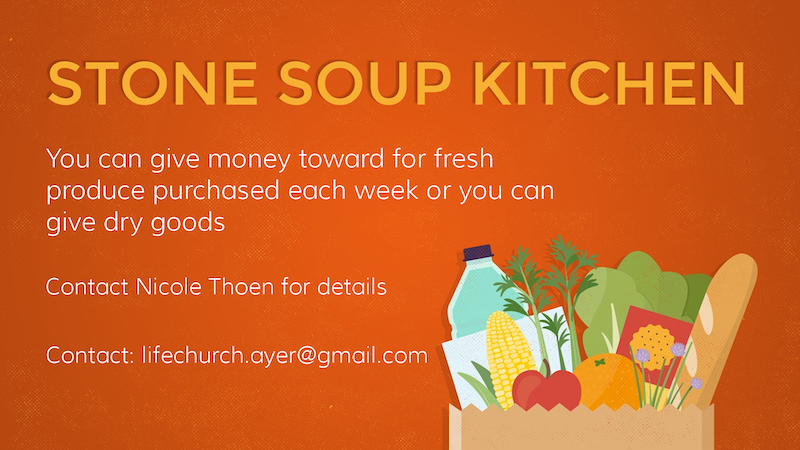 STONE SOUP KITCHEN
You can give money toward for fresh
produce purchased each week or you can
give dry goods
Contact Nicole Thoen for details
Contact: lifechurch.ayer@gmail.com